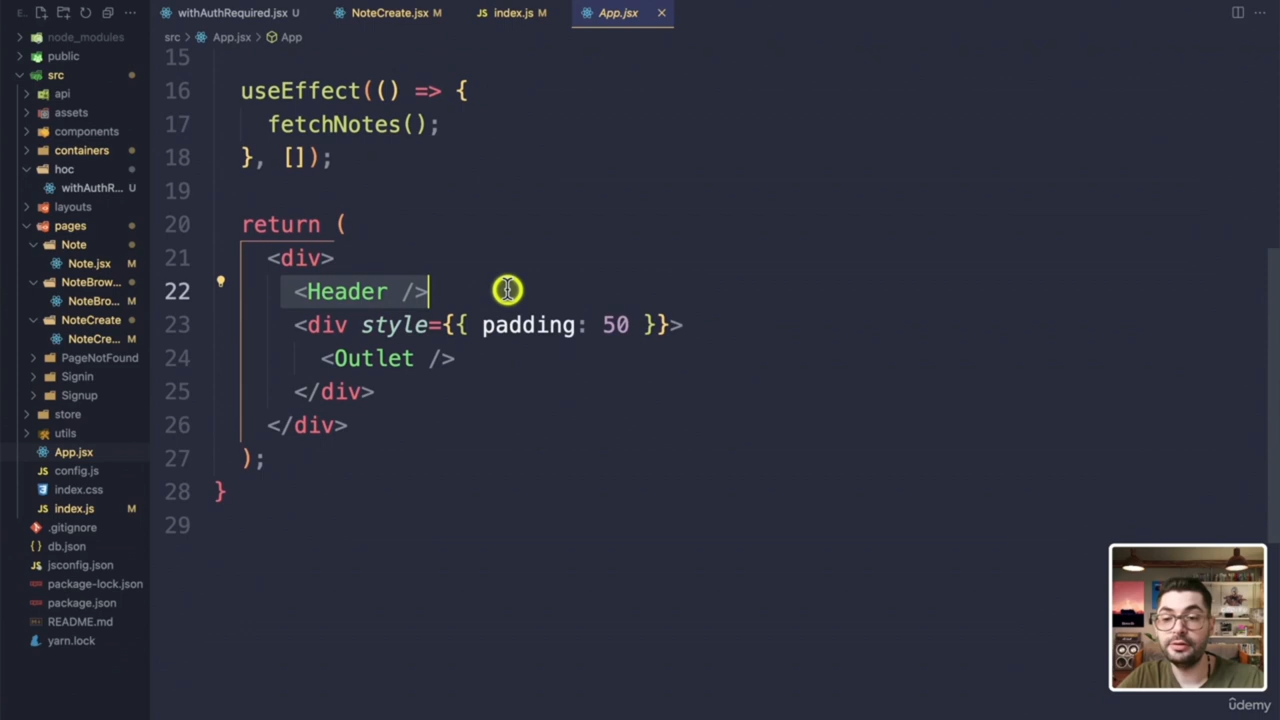 E... ...
withAuthRequired.jsx U
NoteCreate.jsx M
JS index.js M
App.jsx
src > App.jsx > App
node_modules
public
src
api
assets
components
containers
hoc
withAuthR... U
layouts
pages
Note
Note.jsx M
NoteBrow...
NoteBro... M
NoteCreate
NoteCre... M
PageNotFound
Signin
Signup
store
utils
App.jsx
JS config.js
index.css
JS index.js M
.gitignore
{} db.json
JS jsconfig.json
package-lock.json
package.json
README.md
yarn.lock
15
16 useEffect(() => {
17 fetchNotes();
18 }, []);
19
20 return (
21 <div>
22 <Header />
23 <div style={{ padding: 50 }}>
24 <Outlet />
25 </div>
26 </div>
27 );
28 }
29
ûdemy